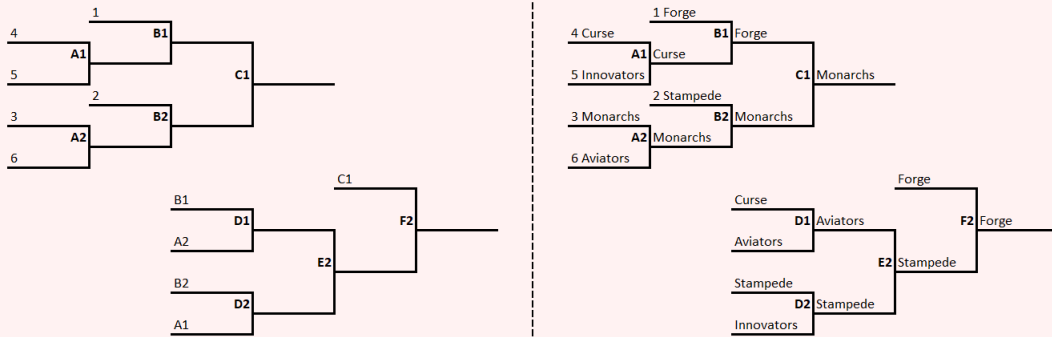 1
4
B1
A1
5
C1
2
3
B2
A2
6
C1
B1
D1
F2
A2
E2
B2
D2
A1
1 Forge
4 Curse
B1 Forge
A1 Curse
5 Innovators
C1 Monarchs
2 Stampede
3 Monarchs
B2 Monarchs
A2 Monarchs
6 Aviators
Forge
Curse
D1 Aviators
F2 Forge
Aviators
E2 Stampede
Stampede
D2 Stampede
Innovators